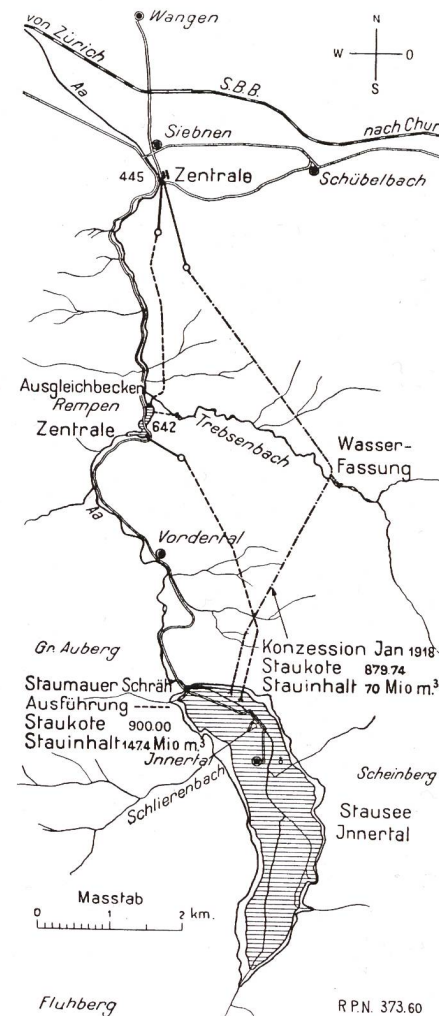 Wangen
N
W O
S
von Zürich
Aa
S.B.B.
nach Chur
Siebnen
445
Zentrale
Schübelbach
Ausgleichbecken
Rempen
642
Trebsenbach
Zentrale
Wasser-
Fassung
Aa
Vordertal
Gr. Auberg
Konzession Jan 1918
Staukote 879.74
Stauinhalt 70 Mio m.³
Staumauer Schräh
Ausführung
Staukote 900.00
Stauinhalt 147.4 Mio m.³
Jnnertal
Schlierenbach
Scheinberg
Stausee
Jnnertal
Masstab
0 1 2 km.
Fluhberg
R P.N. 373.60